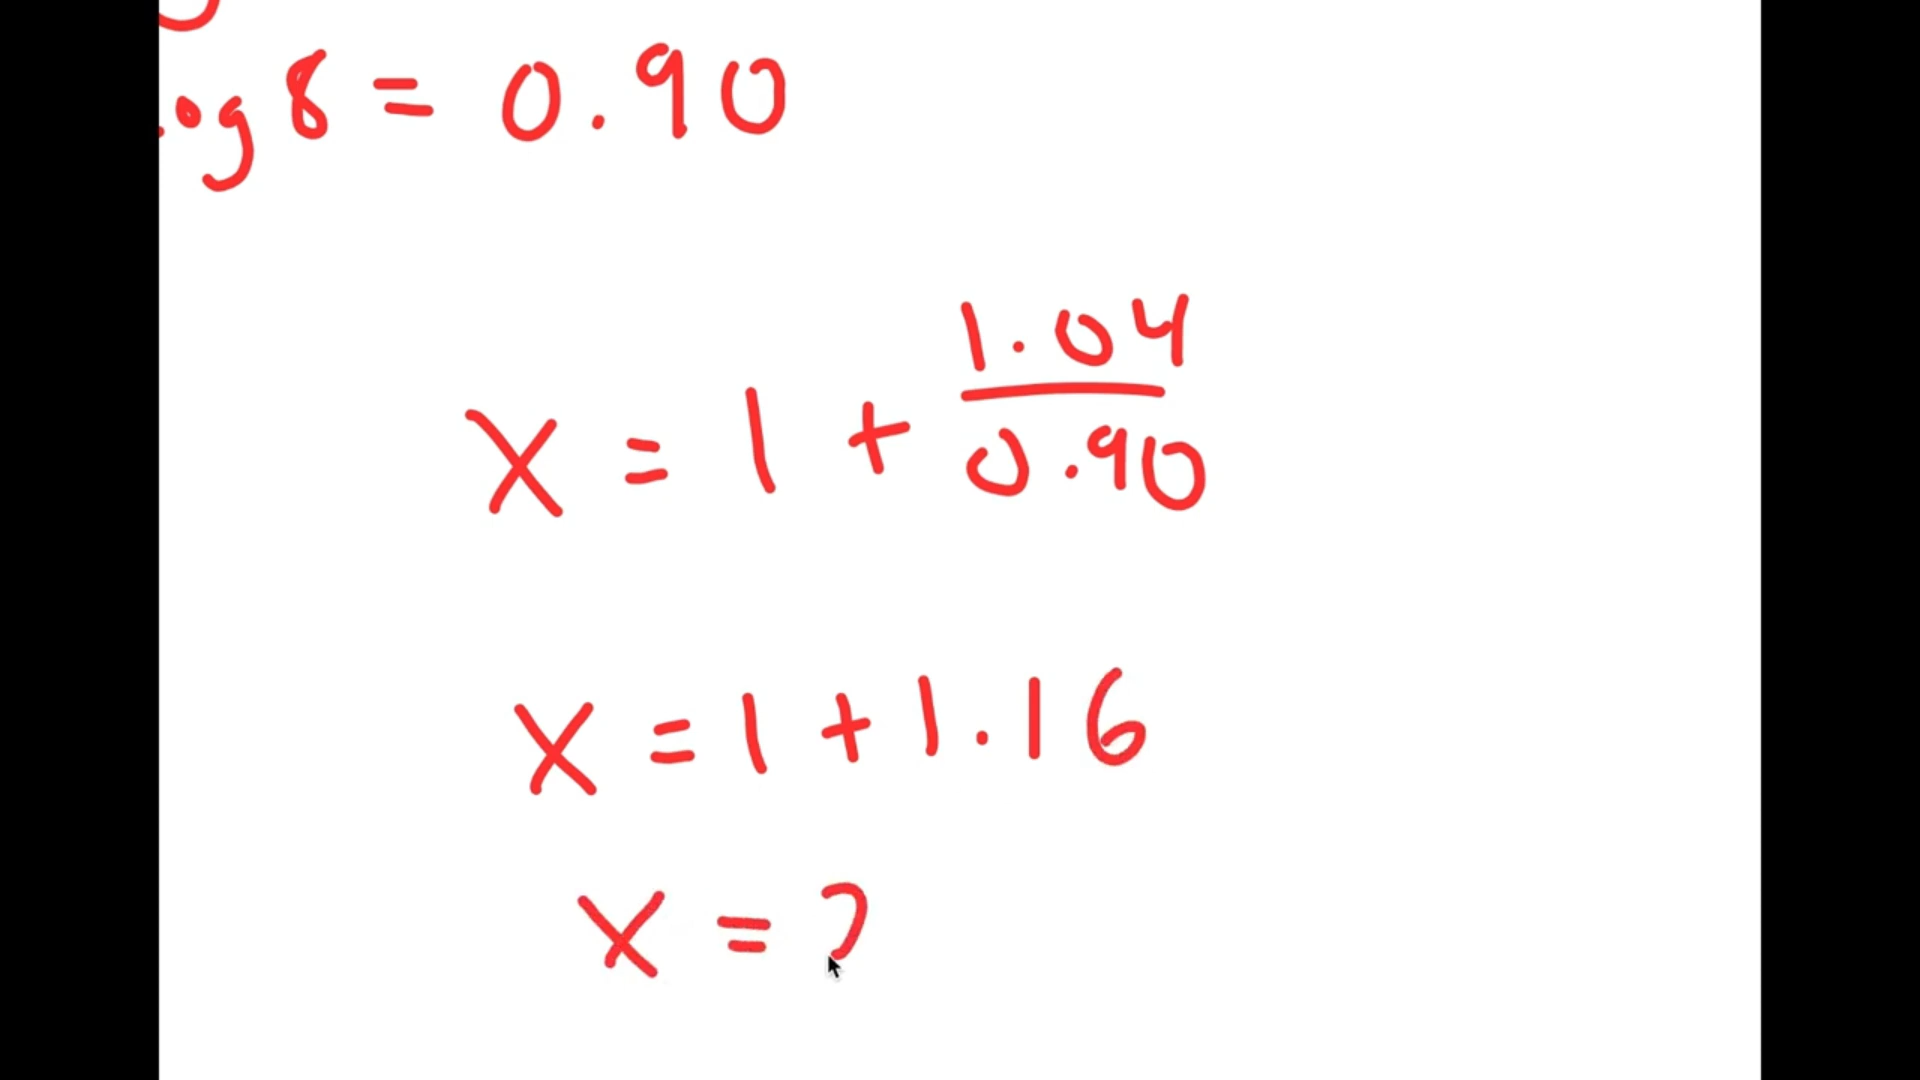 og 8 = 0.90
x = 1 + 1.04/0.90
x = 1 + 1.16
x =